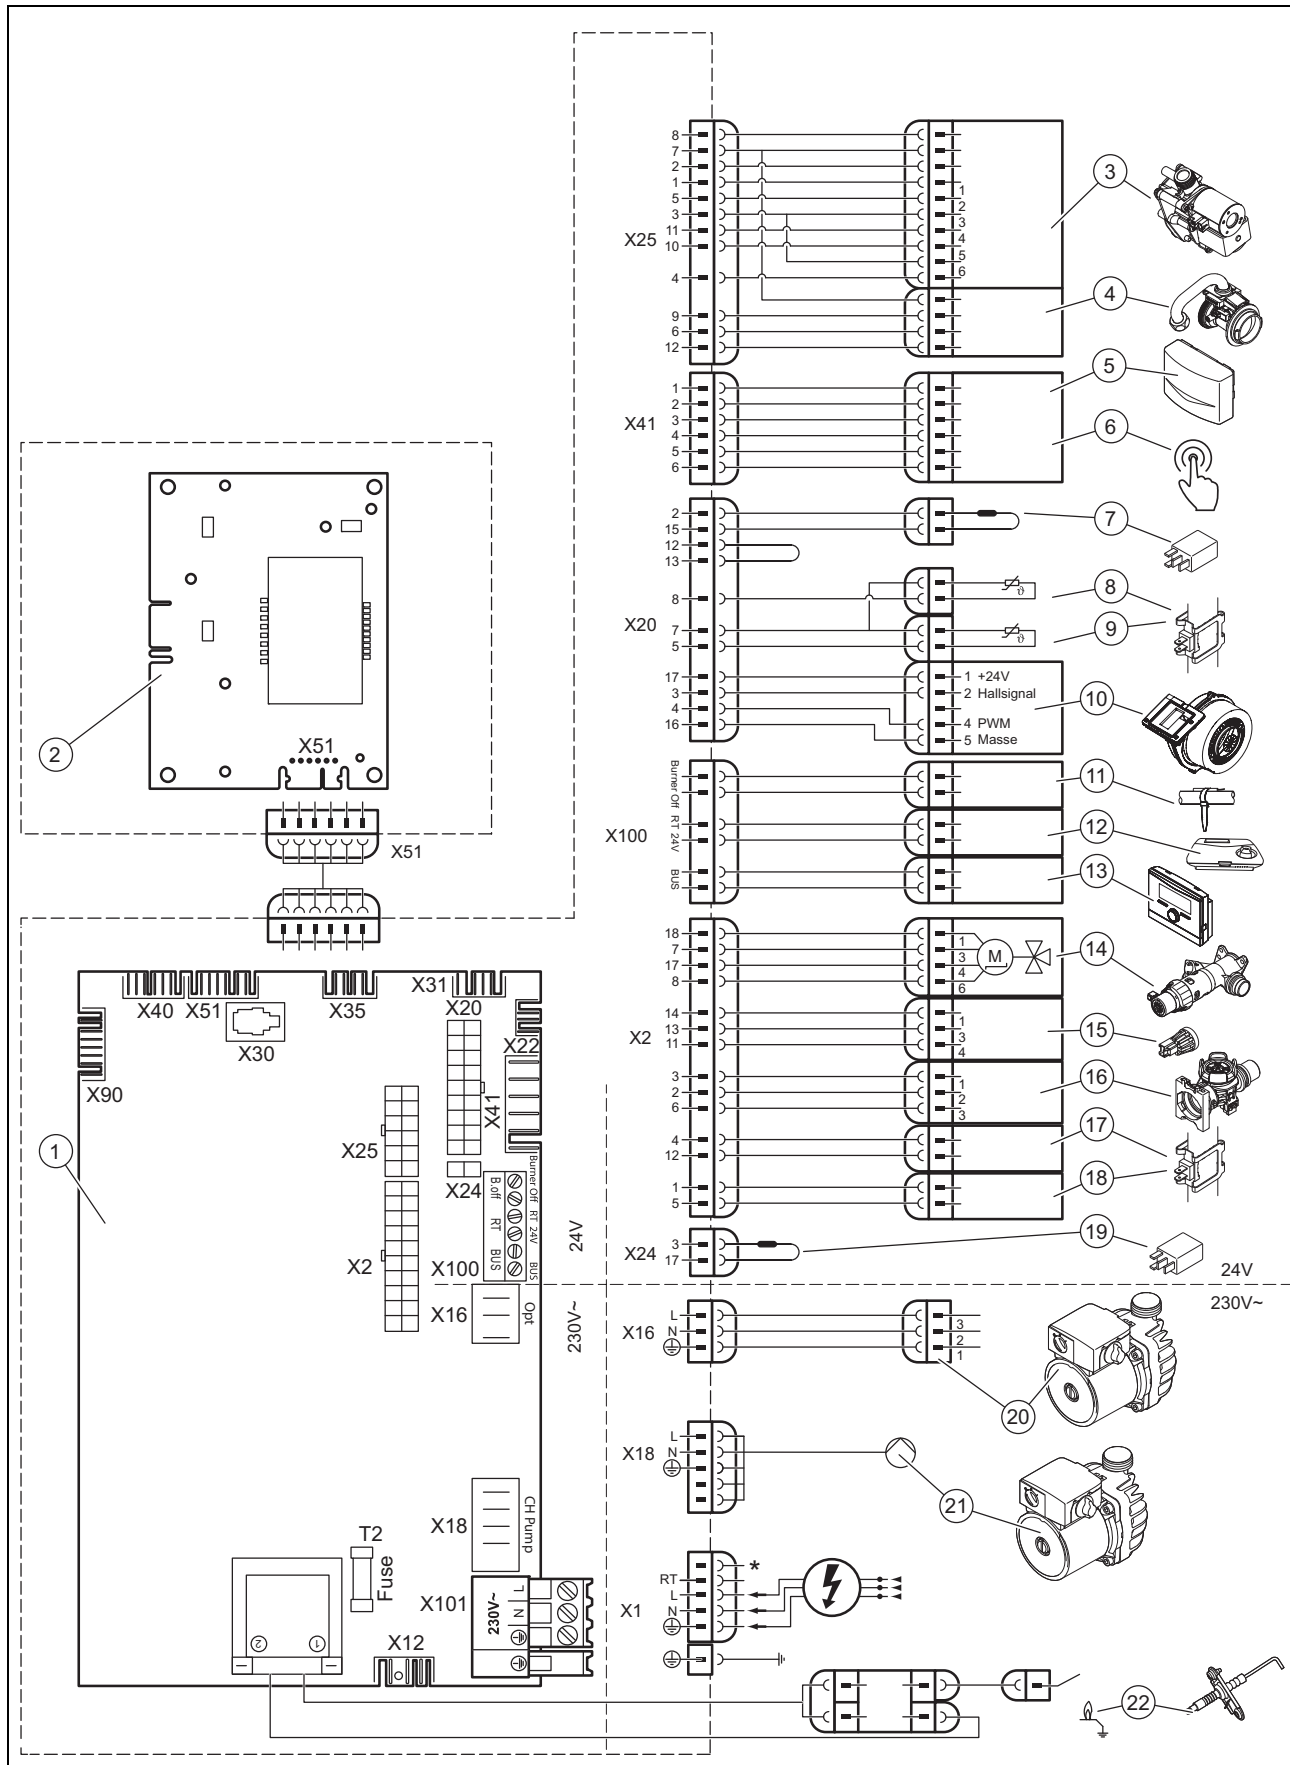 8
7
2
1
5
3
11
10
4
9
6
12
X25
1
2
3
4
5
6
3
4
1
2
3
4
5
6
X41
5
6
2
15
12
13
8
7
5
17
3
4
16
X20
7
ϑ
8
ϑ
9
1 +24V
2 Hallsignal
4 PWM
5 Masse
10
Burner Off
RT 24V
BUS
X100
11
12
13
18
7
17
8
14
13
11
3
2
6
4
12
1
5
X2
1
3
4
6
M
14
1
3
4
15
1
2
3
16
17
18
X24
3
17
19
24V
230V~
X16
L
N
3
2
1
20
X18
L
N
21
X1
*
RT
L
N
22
2
X51
X51
1
X40
X51
X30
X35
X31
X20
X22
X90
X41
X25
X24
X2
X100
B.off
RT
BUS
Burner Off
RT 24V
BUS
24V
230V~
X16
Opt
X18
CH Pump
T2
Fuse
X101
230V~
L
N
X12
2
1